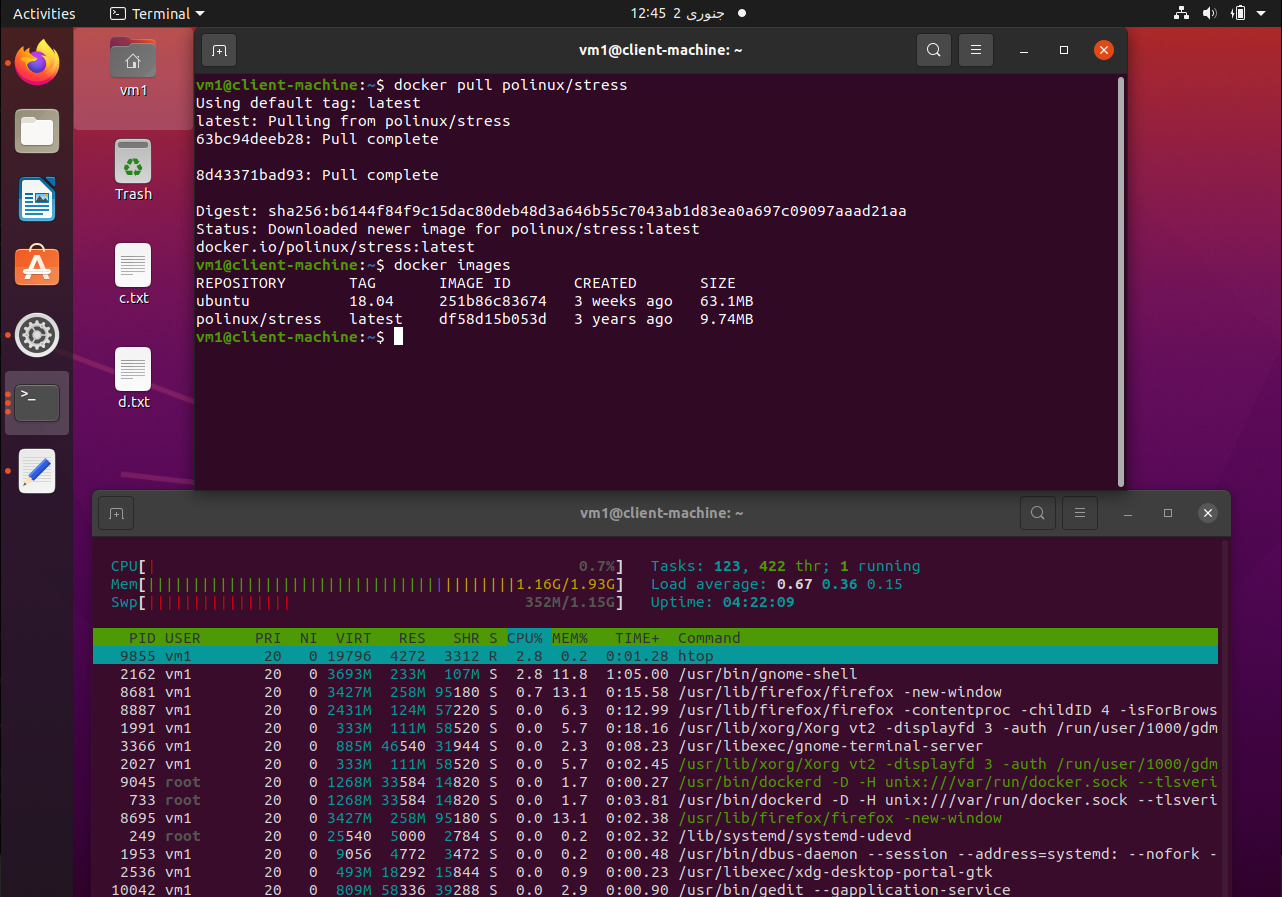 Activities
Terminal
12:45 2 جنوری
vm1
Trash
c.txt
d.txt
vm1@client-machine: ~
vm1@client-machine:~$ docker pull polinux/stress
Using default tag: latest
latest: Pulling from polinux/stress
63bc94deeb28: Pull complete
8d43371bad93: Pull complete
Digest: sha256:b6144f84f9c15dac80deb48d3a646b55c7043ab1d83ea0a697c09097aaad21aa
Status: Downloaded newer image for polinux/stress:latest
docker.io/polinux/stress:latest
vm1@client-machine:~$ docker images
REPOSITORY TAG IMAGE ID CREATED SIZE
ubuntu 18.04 251b86c83674 3 weeks ago 63.1MB
polinux/stress latest df58d15b053d 3 years ago 9.74MB
vm1@client-machine:~$
vm1@client-machine: ~
CPU[| 0.7%] Tasks: 123, 422 thr; 1 running
Mem[||||||||||||||||||||||||||||||||||||||||1.16G/1.93G] Load average: 0.67 0.36 0.15
Swp[|||||||||||||||| 352M/1.15G] Uptime: 04:22:09
PID USER PRI NI VIRT RES SHR S CPU% MEM% TIME+ Command
9855 vm1 20 0 19796 4272 3312 R 2.8 0.2 0:01.28 htop
2162 vm1 20 0 3693M 233M 107M S 2.8 11.8 1:05.00 /usr/bin/gnome-shell
8681 vm1 20 0 3427M 258M 95180 S 0.7 13.1 0:15.58 /usr/lib/firefox/firefox -new-window
8887 vm1 20 0 2431M 124M 57220 S 0.0 6.3 0:12.99 /usr/lib/firefox/firefox -contentproc -childID 4 -isForBrows
1991 vm1 20 0 333M 111M 58520 S 0.0 5.7 0:18.16 /usr/lib/xorg/Xorg vt2 -displayfd 3 -auth /run/user/1000/gdm
3366 vm1 20 0 885M 46540 31944 S 0.0 2.3 0:08.23 /usr/libexec/gnome-terminal-server
2027 vm1 20 0 333M 111M 58520 S 0.0 5.7 0:02.45 /usr/lib/xorg/Xorg vt2 -displayfd 3 -auth /run/user/1000/gdm
9045 root 20 0 1268M 33584 14820 S 0.0 1.7 0:00.27 /usr/bin/dockerd -D -H unix:///var/run/docker.sock --tlsveri
733 root 20 0 1268M 33584 14820 S 0.0 1.7 0:03.81 /usr/bin/dockerd -D -H unix:///var/run/docker.sock --tlsveri
8695 vm1 20 0 3427M 258M 95180 S 0.0 13.1 0:02.38 /usr/lib/firefox/firefox -new-window
249 root 20 0 25540 5000 2784 S 0.0 0.2 0:02.32 /lib/systemd/systemd-udevd
1953 vm1 20 0 9056 4772 3472 S 0.0 0.2 0:00.48 /usr/bin/dbus-daemon --session --address=systemd: --nofork -
2536 vm1 20 0 493M 18292 15844 S 0.0 0.9 0:00.23 /usr/libexec/xdg-desktop-portal-gtk
10042 vm1 20 0 809M 58336 39288 S 0.0 2.9 0:00.90 /usr/bin/gedit --gapplication-service